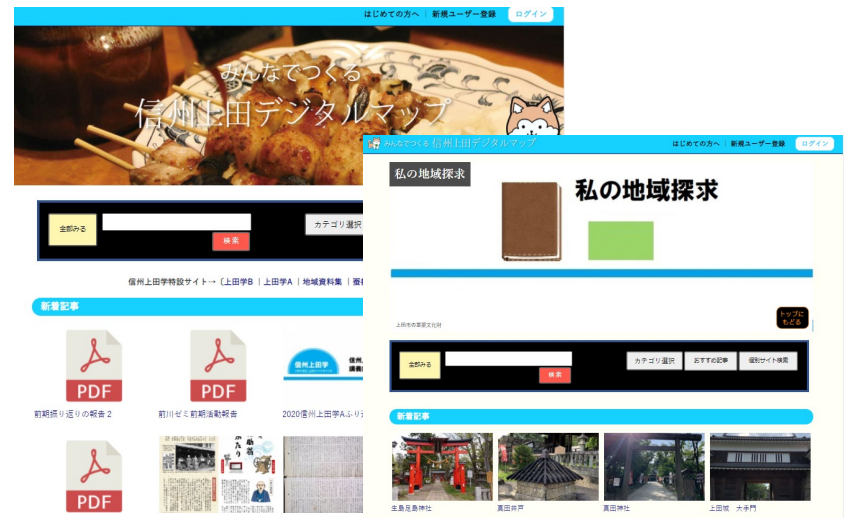 はじめての方へ | 新規ユーザー登録 ログイン
みんなでつくる
信州上田デジタルマップ
全部みる
検索
カテゴリ選択
信州上田学特設サイト→〔上田学B | 上田学A | 地域資料集 |
新着記事
PDF
前期振り返りの報告2
PDF
前川ゼミ前期活動報告
信州上田学
2020信州上田学Aふり
PDF
みんなでつくる 信州上田デジタルマップ
はじめての方へ | 新規ユーザー登録 ログイン
私の地域探求
私の地域探求
上田市の重要文化財
トップに
もどる
全部みる
検索
カテゴリ選択 おすすめ記事 個別サイト検索
新着記事
生島足島神社
真田井戸
真田神社
上田城 大手門